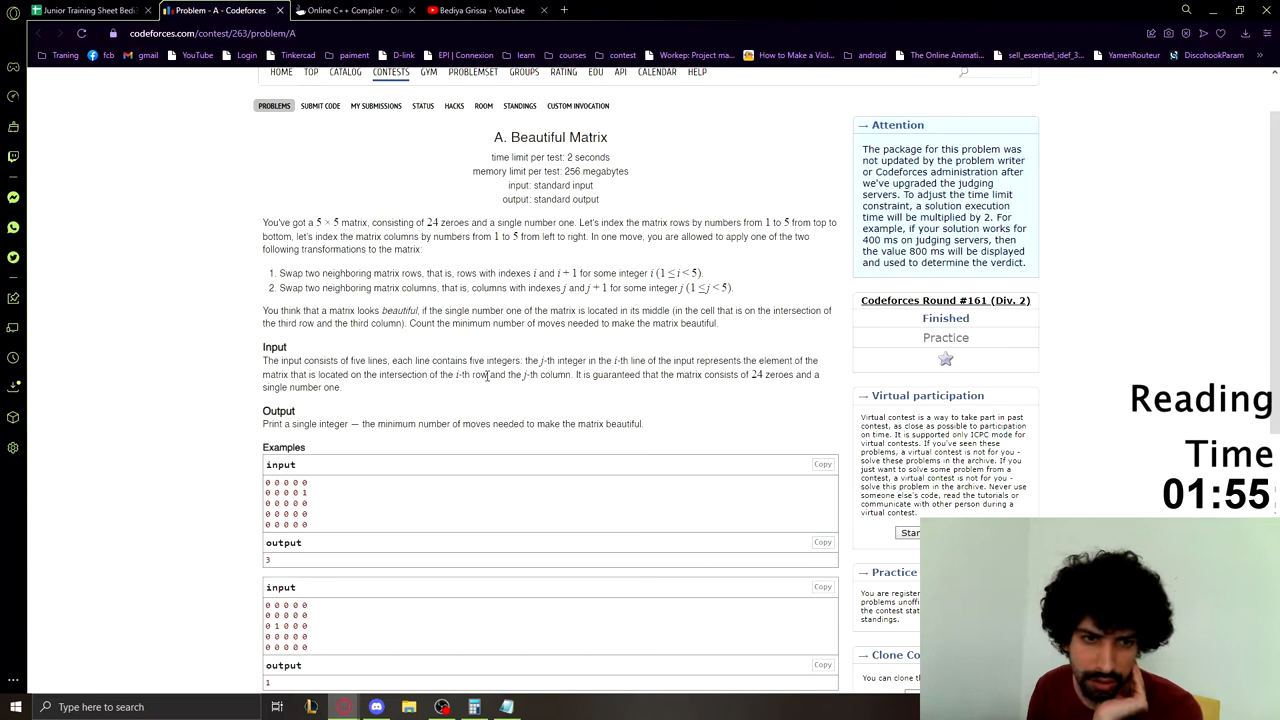 Junior Training Sheet Bedi
Problem - A - Codeforces
Online C++ Compiler - On
Bediya Grissa - YouTube
codeforces.com/contest/263/problem/A
Traning
fcb
gmail
YouTube
Login
Tinkercad
paiment
D-link
EPI | Connexion
learn
courses
contest
Workep: Project ma...
How to Make a Viol...
android
The Online Animati...
sell_essentiel_idef_3...
YamenRouteur
DiscohookParam
HOME TOP CATALOG CONTESTS GYM PROBLEMSET GROUPS RATING EDU API CALENDAR HELP
PROBLEMS SUBMIT CODE MY SUBMISSIONS STATUS HACKS ROOM STANDINGS CUSTOM INVOCATION
A. Beautiful Matrix
time limit per test: 2 seconds
memory limit per test: 256 megabytes
input: standard input
output: standard output
You've got a 5 × 5 matrix, consisting of 24 zeroes and a single number one. Let's index the matrix rows by numbers from 1 to 5 from top to
bottom, let's index the matrix columns by numbers from 1 to 5 from left to right. In one move, you are allowed to apply one of the two
following transformations to the matrix:
1. Swap two neighboring matrix rows, that is, rows with indexes i and i + 1 for some integer i (1 ≤ i < 5).
2. Swap two neighboring matrix columns, that is, columns with indexes j and j + 1 for some integer j (1 ≤ j < 5).
You think that a matrix looks beautiful, if the single number one of the matrix is located in its middle (in the cell that is on the intersection of
the third row and the third column). Count the minimum number of moves needed to make the matrix beautiful.
Input
The input consists of five lines, each line contains five integers: the j-th integer in the i-th line of the input represents the element of the
matrix that is located on the intersection of the i-th row and the j-th column. It is guaranteed that the matrix consists of 24 zeroes and a
single number one.
Output
Print a single integer — the minimum number of moves needed to make the matrix beautiful.
Examples
input
Copy
0 0 0 0 0
0 0 0 0 1
0 0 0 0 0
0 0 0 0 0
0 0 0 0 0
output
Copy
3
input
Copy
0 0 0 0 0
0 0 0 0 0
0 1 0 0 0
0 0 0 0 0
0 0 0 0 0
output
Copy
1
→ Attention
The package for this problem was
not updated by the problem writer
or Codeforces administration after
we've upgraded the judging
servers. To adjust the time limit
constraint, a solution execution
time will be multiplied by 2. For
example, if your solution works for
400 ms on judging servers, then
the value 800 ms will be displayed
and used to determine the verdict.
Codeforces Round #161 (Div. 2)
Finished
Practice
→ Virtual participation
Virtual contest is a way to take part in past
contest, as close as possible to participation
on time. It is supported only ICPC mode for
virtual contests. If you've seen these
problems, a virtual contest is not for you -
solve these problems in the archive. If you
just want to solve some problem from a
contest, a virtual contest is not for you -
solve this problem in the archive. Never use
someone else's code, read the tutorials or
communicate with other person during a
virtual contest.
Star
→ Practice
You are register
problems unoffi
the contest stat
standings.
→ Clone Co
You can clone th
Reading
Time
01:55
Type here to search